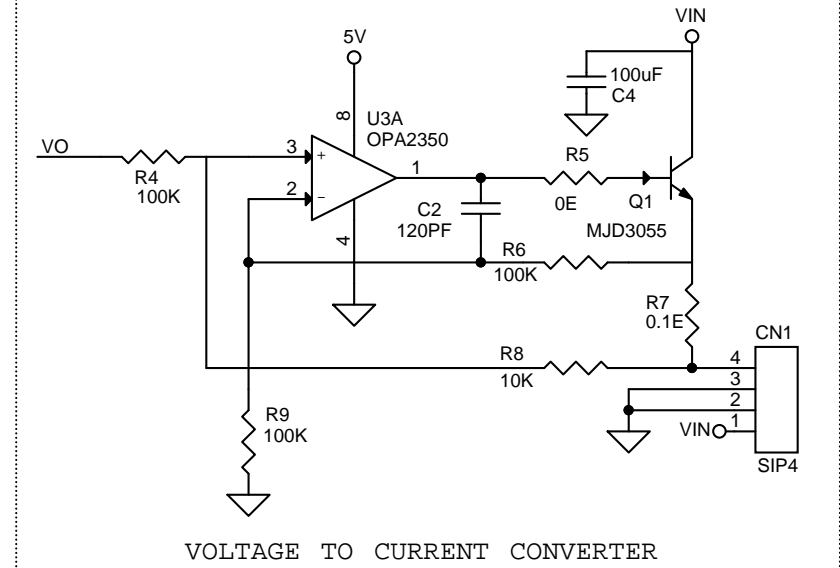 VIN
5V
100uF
C4
8
U3A
OPA2350
VO
3
+
R4
100K
1
R5
2
−
0E
Q1
C2
120PF
MJD3055
4
R6
100K
R7
0.1E
CN1
R8
10K
4
3
2
1
VIN
R9
100K
SIP4
VOLTAGE TO CURRENT CONVERTER